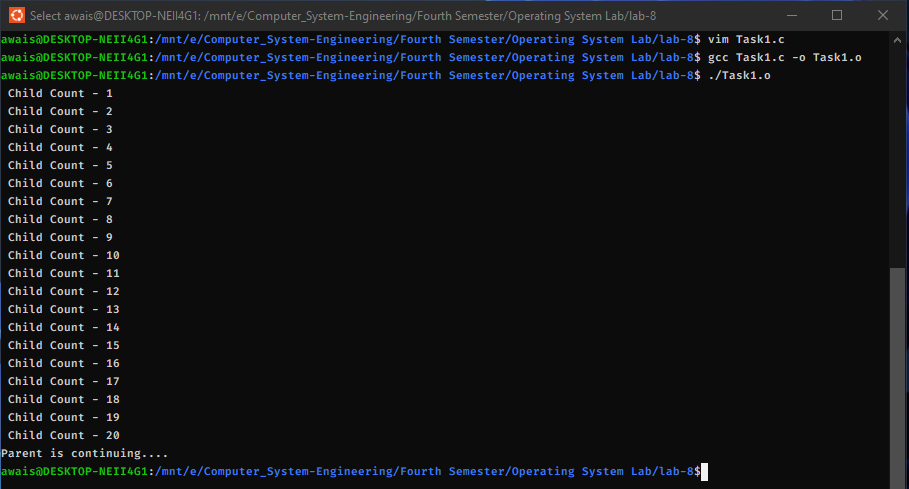 Select awais@DESKTOP-NEII4G1: /mnt/e/Computer_System-Engineering/Fourth Semester/Operating System Lab/lab-8
awais@DESKTOP-NEII4G1:/mnt/e/Computer_System-Engineering/Fourth Semester/Operating System Lab/lab-8$ vim Task1.c
awais@DESKTOP-NEII4G1:/mnt/e/Computer_System-Engineering/Fourth Semester/Operating System Lab/lab-8$ gcc Task1.c -o Task1.o
awais@DESKTOP-NEII4G1:/mnt/e/Computer_System-Engineering/Fourth Semester/Operating System Lab/lab-8$ ./Task1.o
Child Count - 1
Child Count - 2
Child Count - 3
Child Count - 4
Child Count - 5
Child Count - 6
Child Count - 7
Child Count - 8
Child Count - 9
Child Count - 10
Child Count - 11
Child Count - 12
Child Count - 13
Child Count - 14
Child Count - 15
Child Count - 16
Child Count - 17
Child Count - 18
Child Count - 19
Child Count - 20
Parent is continuing....
awais@DESKTOP-NEII4G1:/mnt/e/Computer_System-Engineering/Fourth Semester/Operating System Lab/lab-8$